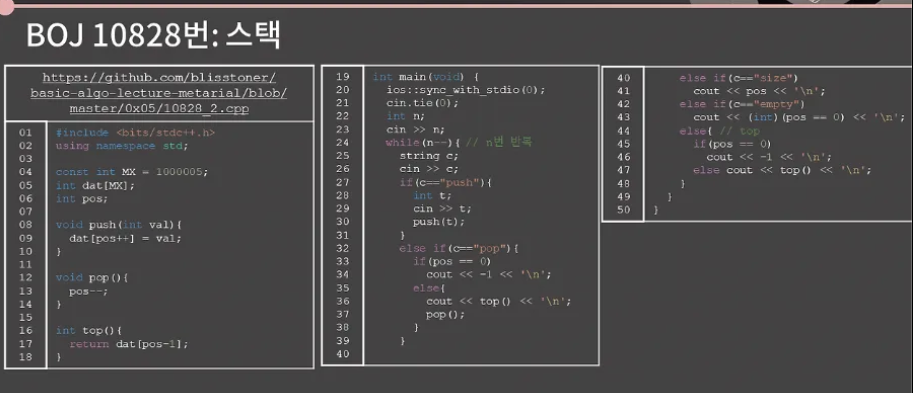 BOJ 10828번: 스택
https://github.com/blisstoner/
basic-algo-lecture-metarial/blob/
master/0x05/10828_2.cpp
01 #include <bits/stdc++.h>
02 using namespace std;
03
04 const int MX = 1000005;
05 int dat[MX];
06 int pos;
07
08 void push(int val){
09 dat[pos++] = val;
10 }
11
12 void pop(){
13 pos--;
14 }
15
16 int top(){
17 return dat[pos-1];
18 }
19 int main(void) {
20 ios::sync_with_stdio(0);
21 cin.tie(0);
22 int n;
23 cin >> n;
24 while(n--){ // n번 반복
25 string c;
26 cin >> c;
27 if(c=="push"){
28 int t;
29 cin >> t;
30 push(t);
31 }
32 else if(c=="pop"){
33 if(pos == 0)
34 cout << -1 << '\n';
35 else{
36 cout << top() << '\n';
37 pop();
38 }
39 }
40
40 else if(c=="size")
41 cout << pos << '\n';
42 else if(c=="empty")
43 cout << (int)(pos == 0) << '\n';
44 else{ // top
45 if(pos == 0)
46 cout << -1 << '\n';
47 else cout << top() << '\n';
48 }
49 }
50 }